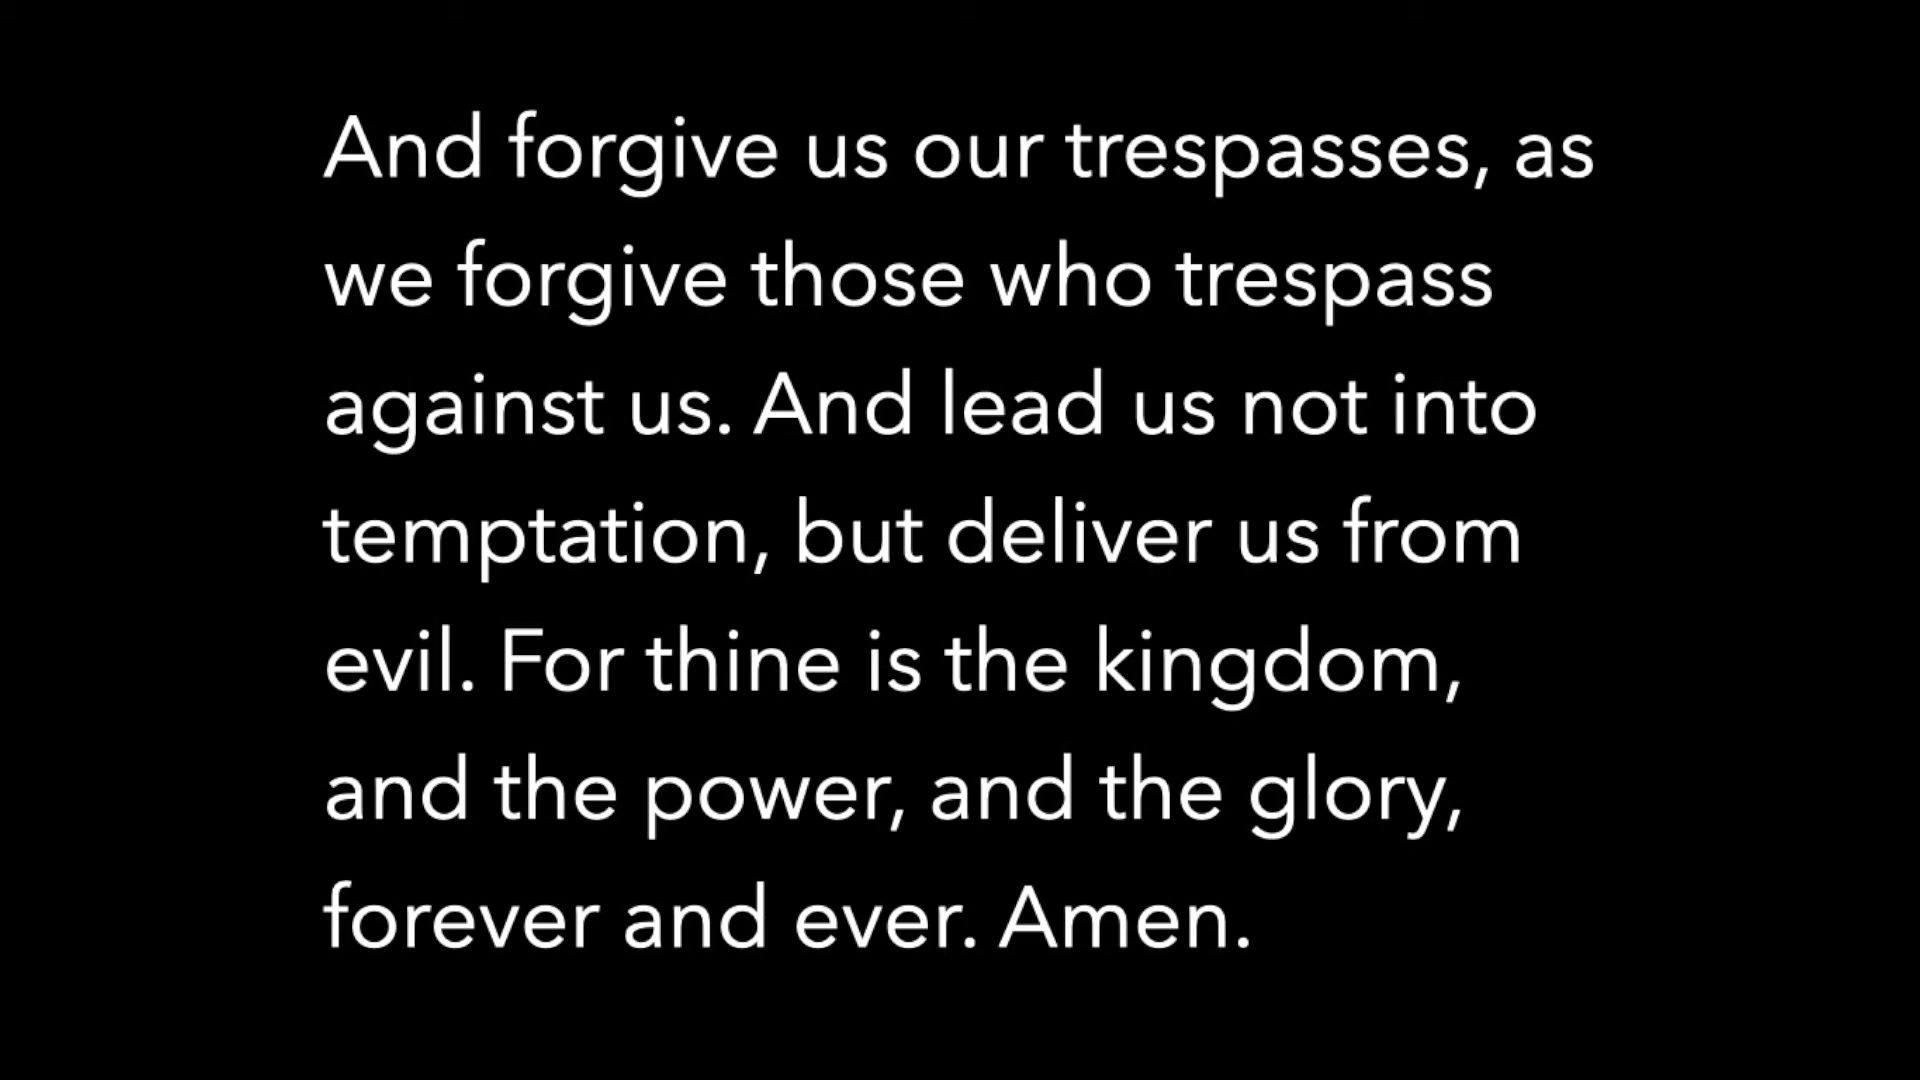 And forgive us our trespasses, as
we forgive those who trespass
against us. And lead us not into
temptation, but deliver us from
evil. For thine is the kingdom,
and the power, and the glory,
forever and ever. Amen.